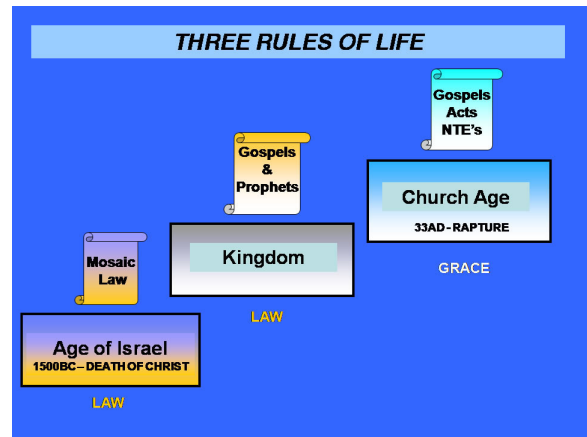 THREE RULES OF LIFE
Mosaic
Law
Age of Israel
1500BC – DEATH OF CHRIST
LAW
Gospels
&
Prophets
Kingdom
LAW
Gospels
Acts
NTE's
Church Age
33AD - RAPTURE
GRACE